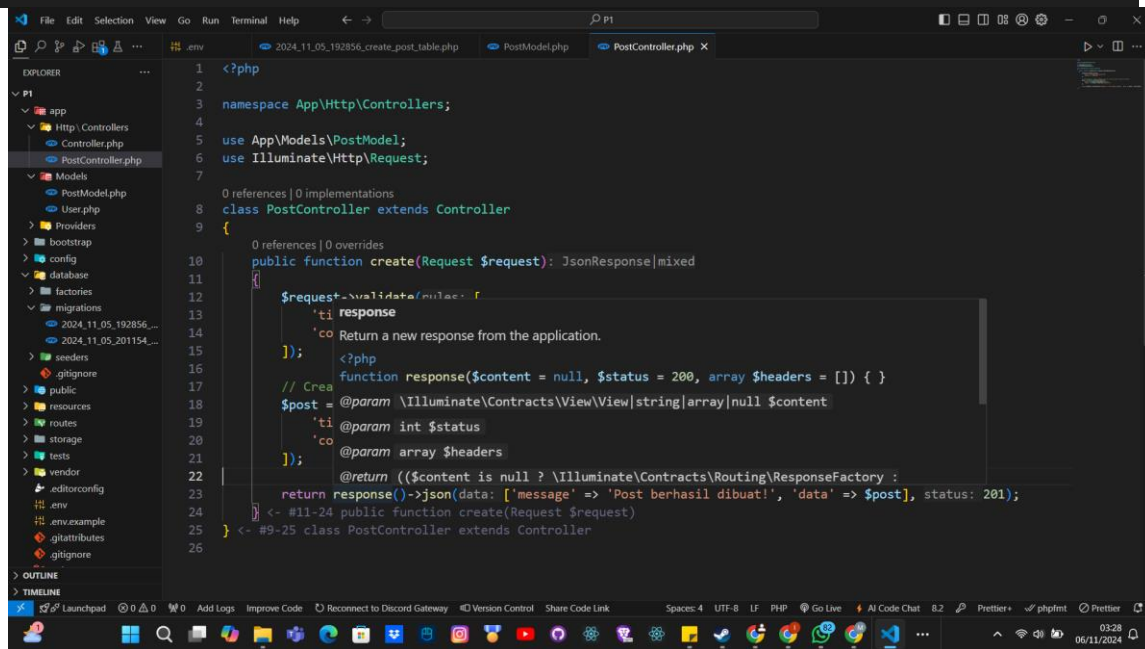 File Edit Selection View Go Run Terminal Help
P1
.env
2024_11_05_192856_create_post_table.php
PostModel.php
PostController.php
EXPLORER
P1
app
Http \ Controllers
Controller.php
PostController.php
Models
PostModel.php
User.php
Providers
bootstrap
config
database
factories
migrations
2024_11_05_192856_...
2024_11_05_201154_...
seeders
.gitignore
public
resources
routes
storage
tests
vendor
.editorconfig
.env
.env.example
.gitattributes
.gitignore
OUTLINE
TIMELINE
1 <?php
2
3 namespace App\Http\Controllers;
4
5 use App\Models\PostModel;
6 use Illuminate\Http\Request;
7
0 references | 0 implementations
8 class PostController extends Controller
9 {
0 references | 0 overrides
10 public function create(Request $request): JsonResponse|mixed
11 {
12 $request->validate(rules: [
13 'ti
14 'co
15 ]);
16
17 // Crea
18 $post =
19 'ti
20 'co
21 ]);
22
23 return response()->json(data: ['message' => 'Post berhasil dibuat!', 'data' => $post], status: 201);
24 } <- #11-24 public function create(Request $request)
25 } <- #9-25 class PostController extends Controller
26
response
Return a new response from the application.
<?php
function response($content = null, $status = 200, array $headers = []) { }
@param \Illuminate\Contracts\View\View|string|array|null $content
@param int $status
@param array $headers
@return (($content is null ? \Illuminate\Contracts\Routing\ResponseFactory :
Launchpad 0 0 0 Add Logs Improve Code Reconnect to Discord Gateway Version Control Share Code Link Spaces: 4 UTF-8 LF PHP Go Live AI Code Chat 8.2 Prettier+ phpfmt Prettier
82
03:28
06/11/2024